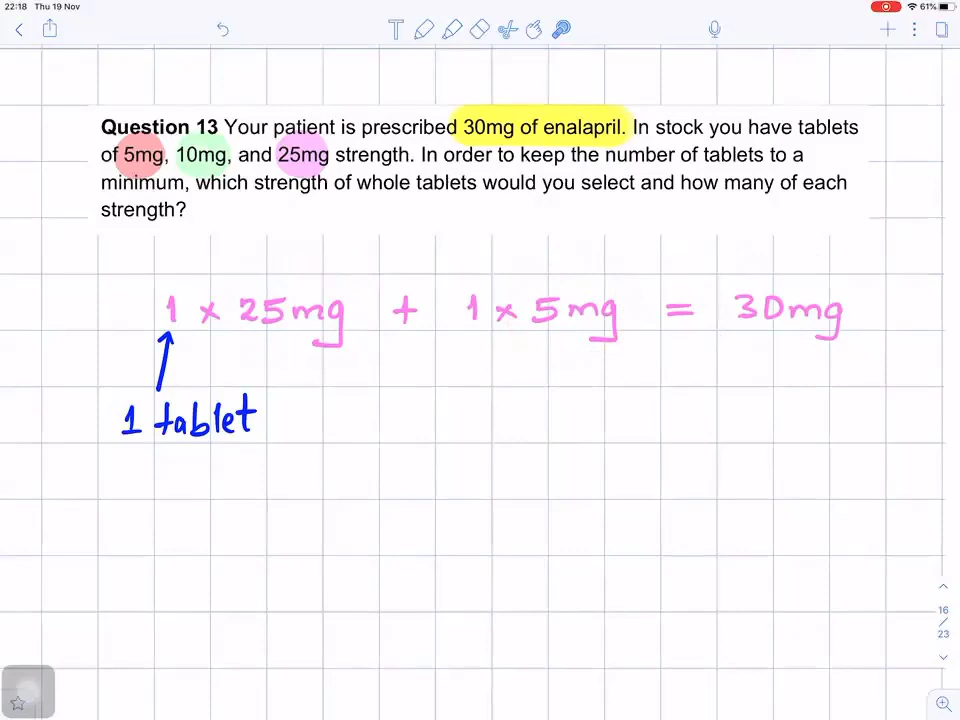 22:18 Thu 19 Nov
61%
T
Question 13 Your patient is prescribed 30mg of enalapril. In stock you have tablets
of 5mg, 10mg, and 25mg strength. In order to keep the number of tablets to a
minimum, which strength of whole tablets would you select and how many of each
strength?
1 × 25mg + 1 × 5mg = 30mg
1 tablet
16
/
23